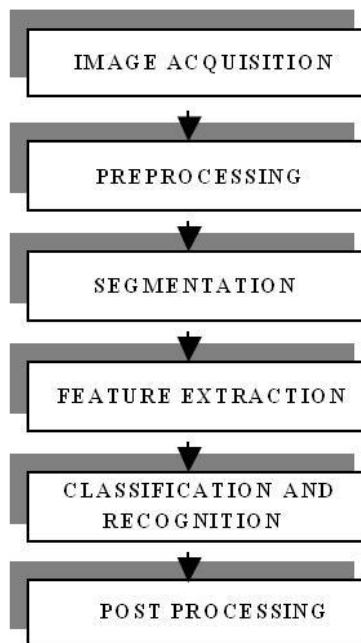 IMAGE ACQUISITION
PREPROCESSING
SEGMENTATION
FEATURE EXTRACTION
CLASSIFICATION AND
RECOGNITION
POST PROCESSING